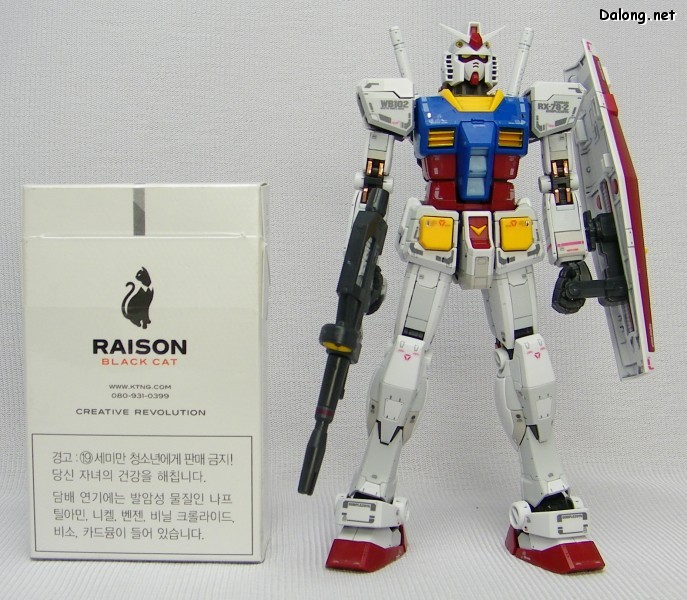 Dalong.net
WB102
RX-78-2
RAISON
BLACK CAT
WWW.KTNG.COM
080-931-0399
CREATIVE REVOLUTION
경고 : ⑲세미만 청소년에게 판매 금지!
당신 자녀의 건강을 해칩니다.
담배 연기에는 발암성 물질인 나프
틸아민, 니켈, 벤젠, 비닐 크롤라이드,
비소, 카드뮴이 들어 있습니다.